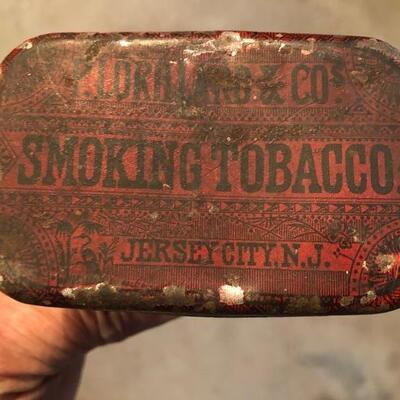 P. LORILLARD & CO'S
SMOKING TOBACCO.
JERSEY CITY, N.J.